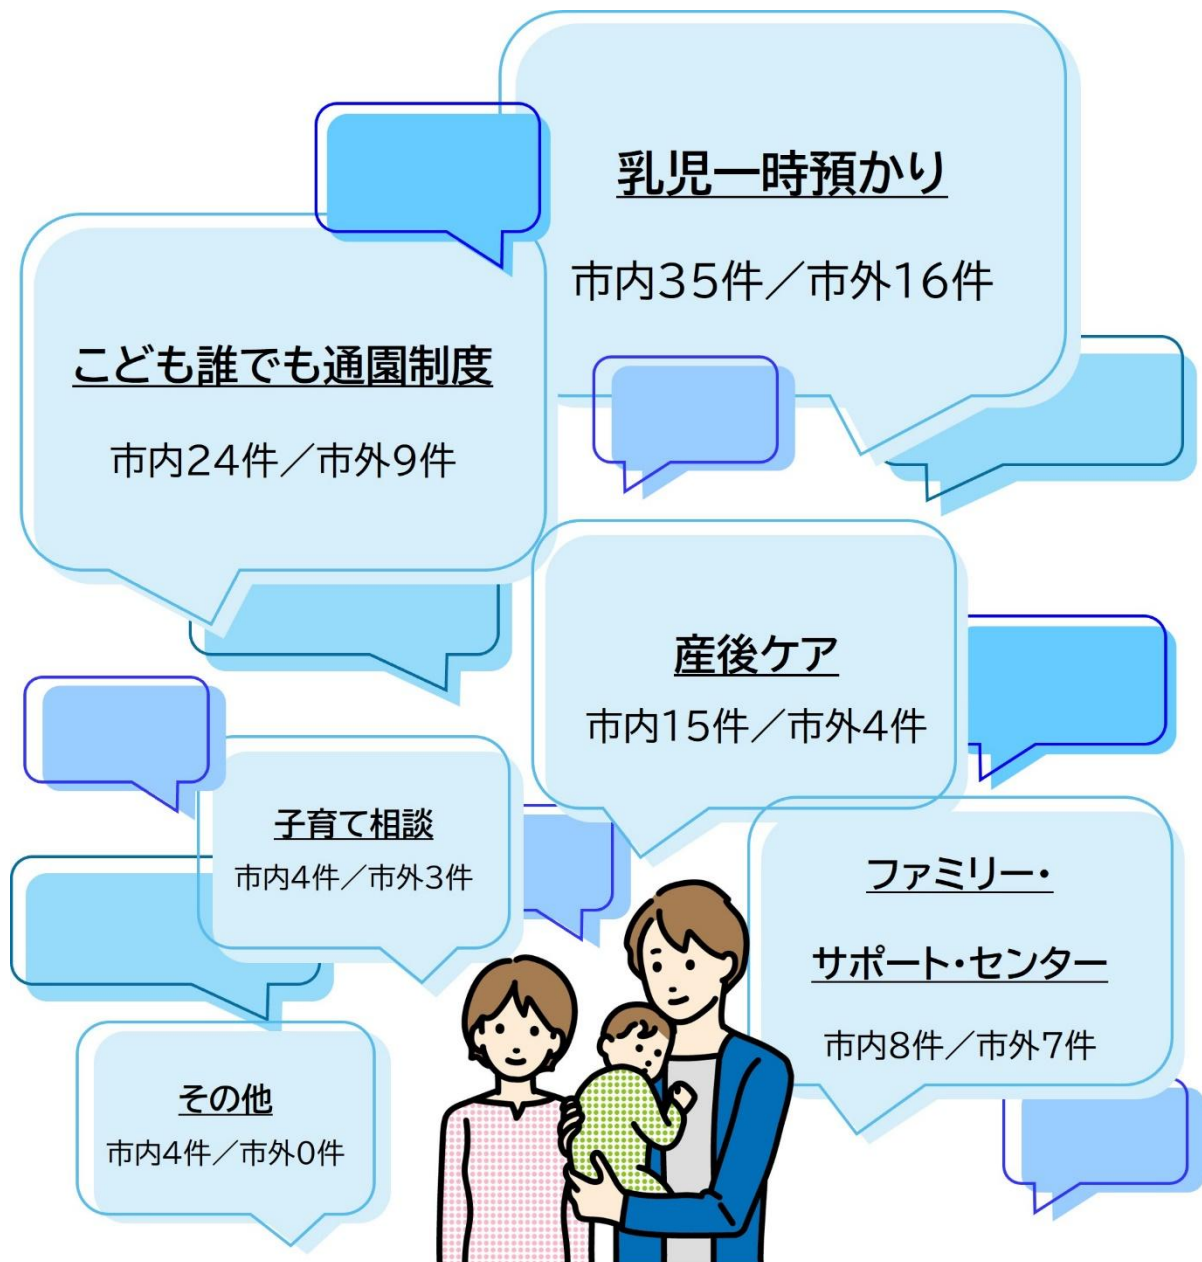 乳児一時預かり
市内35件／市外16件
こども誰でも通園制度
市内24件／市外9件
産後ケア
市内15件／市外4件
子育て相談
市内4件／市外3件
ファミリー・
サポート・センター
市内8件／市外7件
その他
市内4件／市外0件